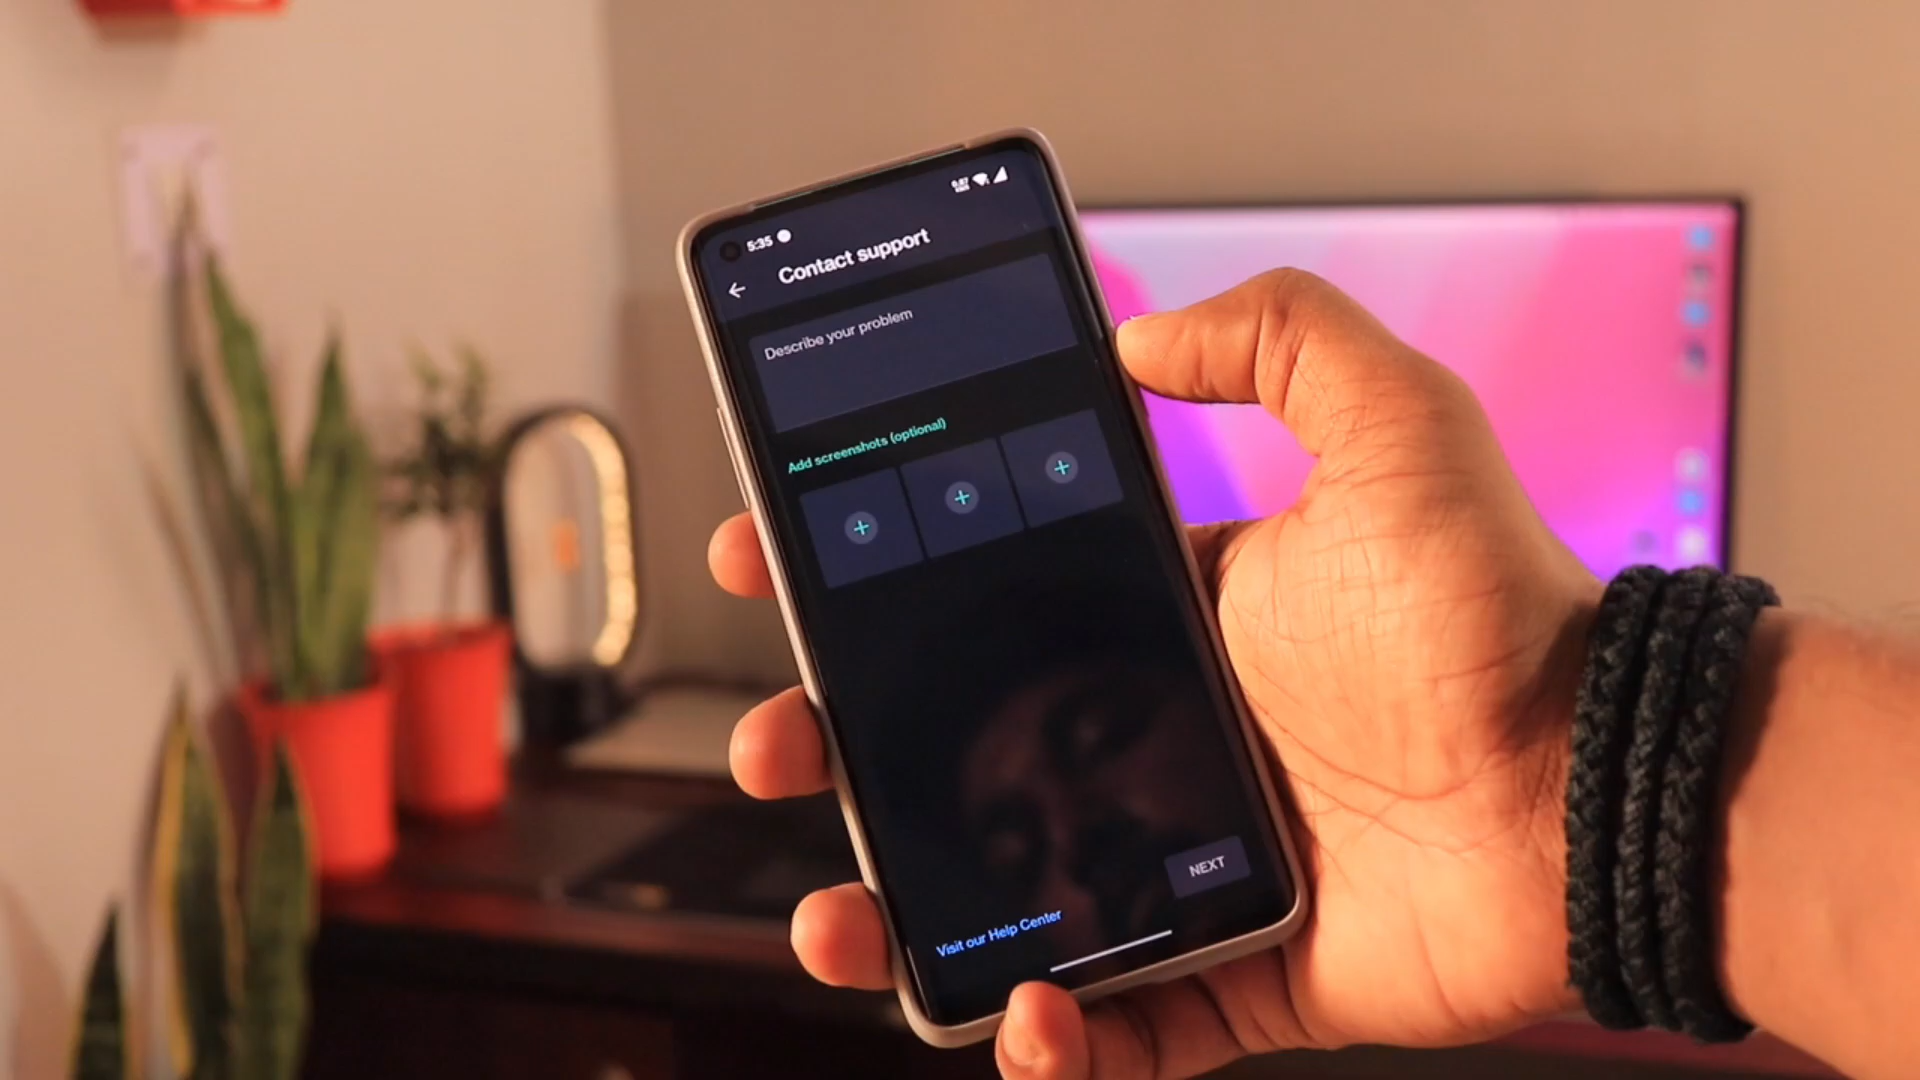 5:35
Contact support
Describe your problem
Add screenshots (optional)
NEXT
Visit our Help Center